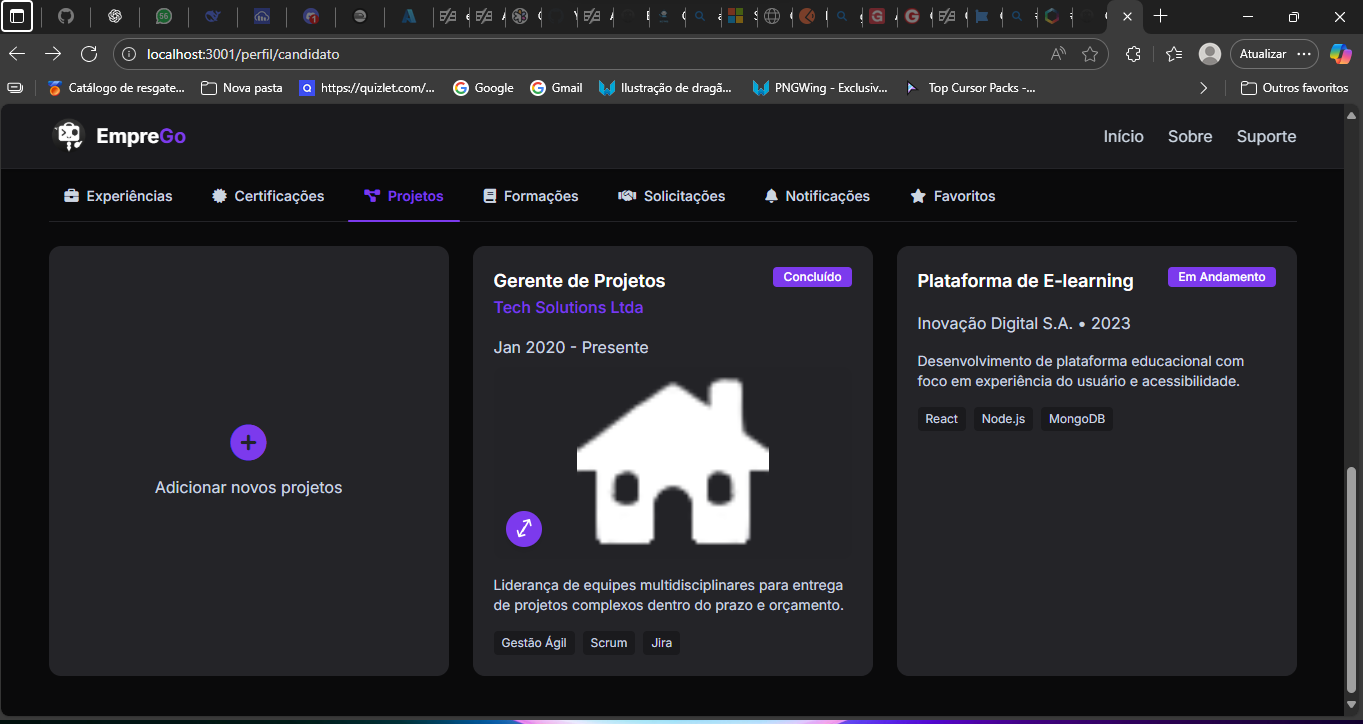 localhost:3001/perfil/candidato
Atualizar
Catálogo de resgate...
Nova pasta
https://quizlet.com/...
Google
Gmail
Ilustração de dragã...
PNGWing - Exclusiv...
Top Cursor Packs -...
Outros favoritos
EmpreGo
Início
Sobre
Suporte
Experiências
Certificações
Projetos
Formações
Solicitações
Notificações
Favoritos
Adicionar novos projetos
Gerente de Projetos
Concluído
Tech Solutions Ltda
Jan 2020 - Presente
Liderança de equipes multidisciplinares para entrega
de projetos complexos dentro do prazo e orçamento.
Gestão Ágil
Scrum
Jira
Plataforma de E-learning
Em Andamento
Inovação Digital S.A. • 2023
Desenvolvimento de plataforma educacional com
foco em experiência do usuário e acessibilidade.
React
Node.js
MongoDB